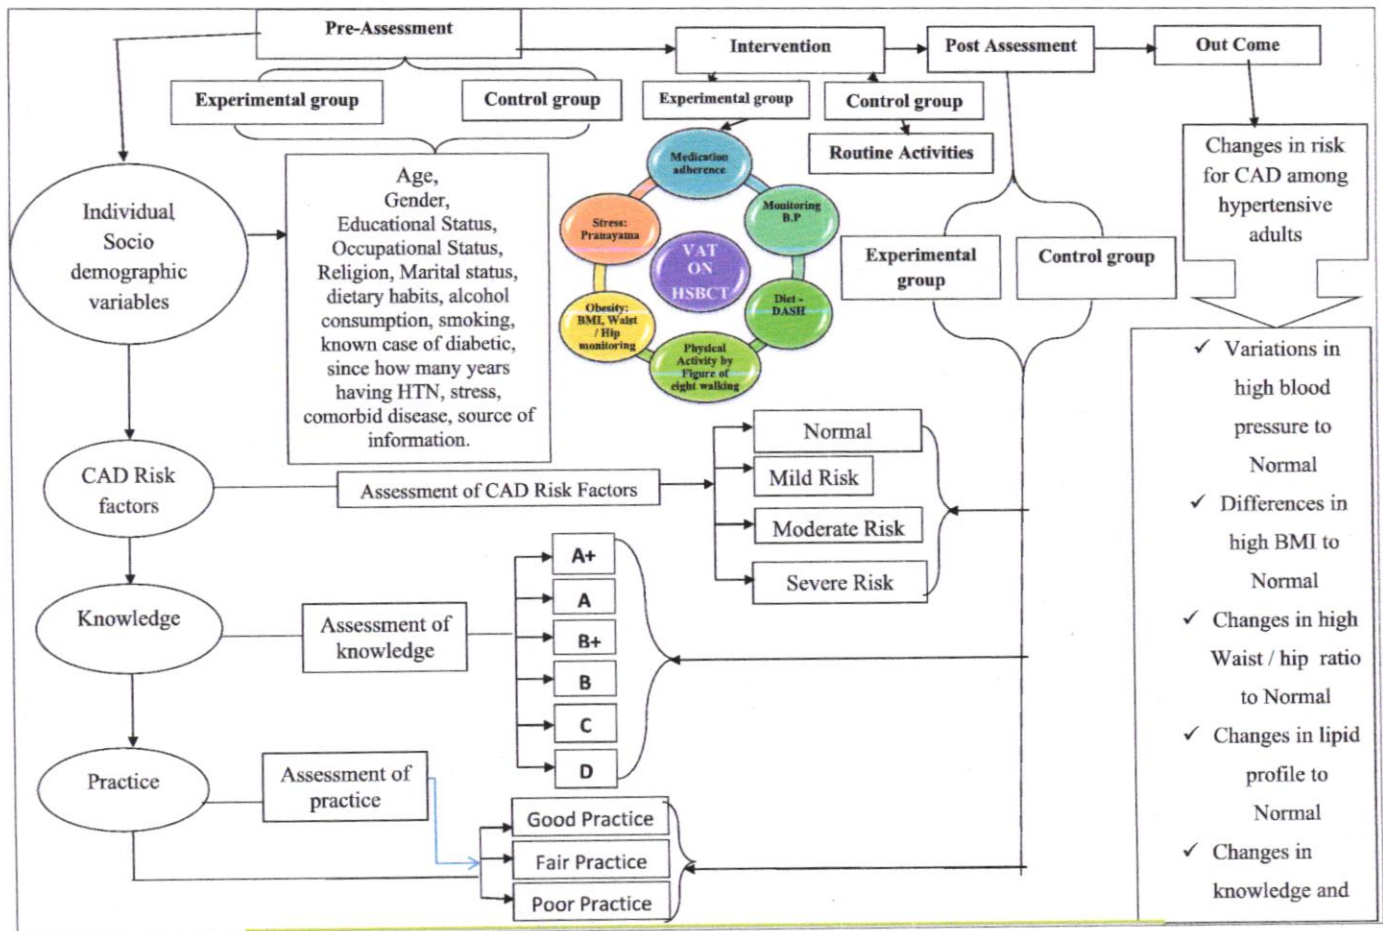 Pre-Assessment
Intervention
Post Assessment
Out Come
Experimental group
Control group
Experimental group
Control group
Routine Activities
Individual
Socio
demographic
variables
Age,
Gender,
Educational Status,
Occupational Status,
Religion, Marital status,
dietary habits, alcohol
consumption, smoking,
known case of diabetic,
since how many years
having HTN, stress,
comorbid disease, source of
information.
Medication
adherence
Monitoring
B.P
Diet -
DASH
Physical
Activity by
Figure of
eight walking
Obesity:
BMI, Waist
/ Hip
monitoring
Stress:
Pranayama
VAT
ON
HSBCT
Experimental
group
Control group
Changes in risk
for CAD among
hypertensive
adults
CAD Risk
factors
Assessment of CAD Risk Factors
Normal
Mild Risk
Moderate Risk
Severe Risk
Knowledge
Assessment of
knowledge
A+
A
B+
B
C
D
Practice
Assessment of
practice
Good Practice
Fair Practice
Poor Practice
✓ Variations in
high blood
pressure to
Normal
✓ Differences in
high BMI to
Normal
✓ Changes in high
Waist / hip ratio
to Normal
✓ Changes in lipid
profile to
Normal
✓ Changes in
knowledge and